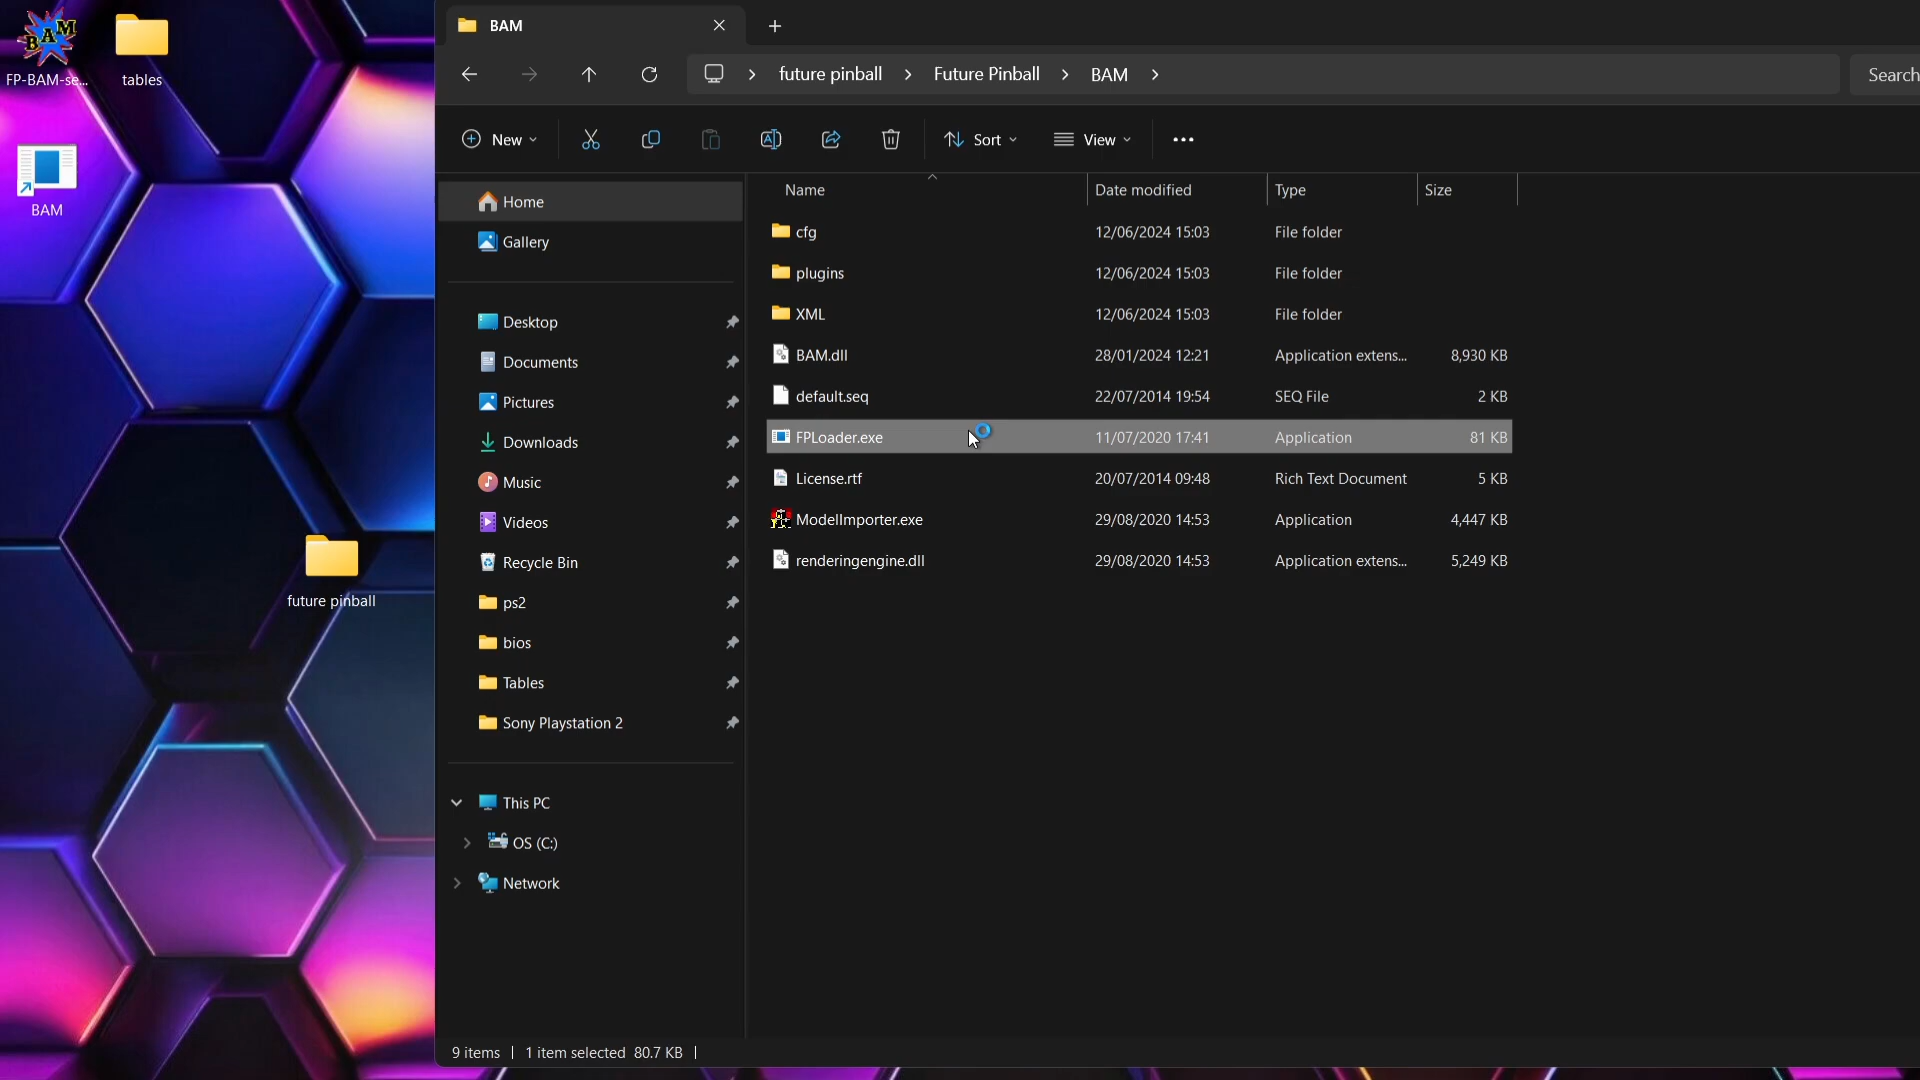 FP-BAM-se...
tables
BAM
future pinball
BAM
future pinball
Future Pinball
BAM
Search
New
Sort
View
Home
Gallery
Desktop
Documents
Pictures
Downloads
Music
Videos
Recycle Bin
ps2
bios
Tables
Sony Playstation 2
This PC
OS (C:)
Network
Name Date modified Type Size
cfg 12/06/2024 15:03 File folder
plugins 12/06/2024 15:03 File folder
XML 12/06/2024 15:03 File folder
BAM.dll 28/01/2024 12:21 Application extens... 8,930 KB
default.seq 22/07/2014 19:54 SEQ File 2 KB
FPLoader.exe 11/07/2020 17:41 Application 81 KB
License.rtf 20/07/2014 09:48 Rich Text Document 5 KB
ModelImporter.exe 29/08/2020 14:53 Application 4,447 KB
renderingengine.dll 29/08/2020 14:53 Application extens... 5,249 KB
9 items 1 item selected 80.7 KB